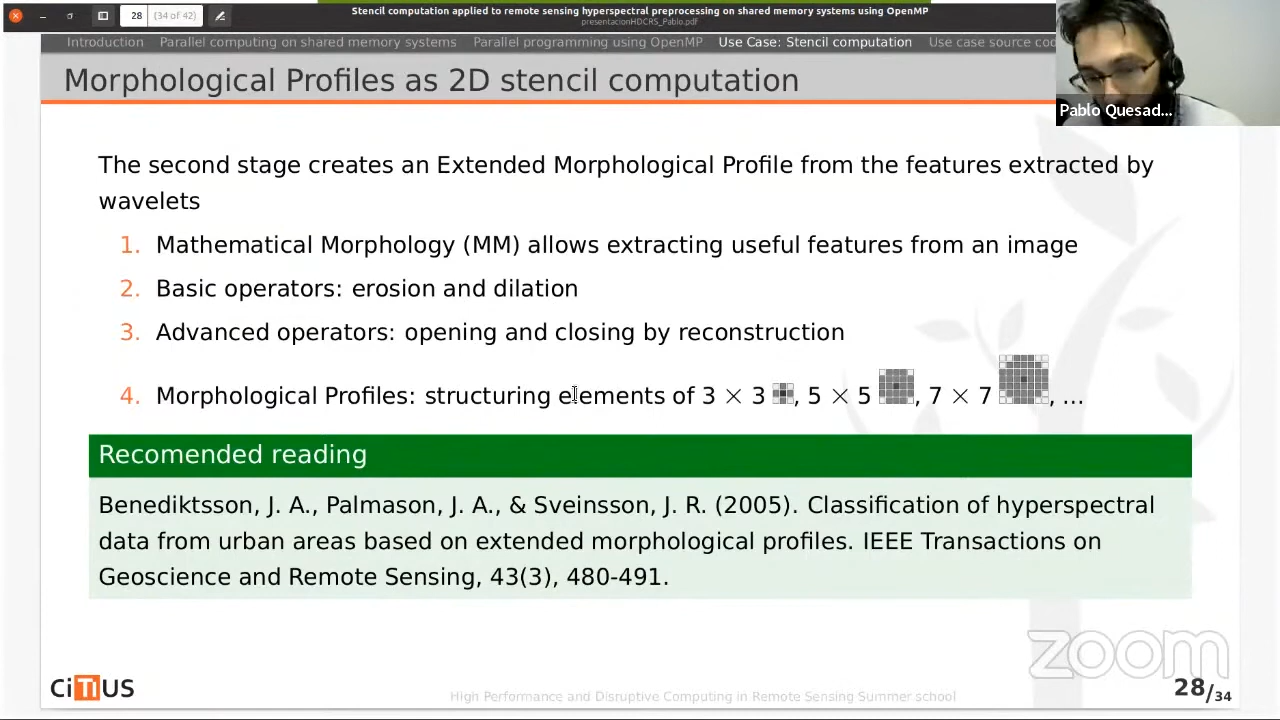 28 (34 of 42)
Stencil computation applied to remote sensing hyperspectral preprocessing on shared memory systems using OpenMP
presentacionHDCRS_Pablo.pdf
Introduction Parallel computing on shared memory systems Parallel programming using OpenMP Use Case: Stencil computation Use case source cod
Morphological Profiles as 2D stencil computation
Pablo Quesad...
The second stage creates an Extended Morphological Profile from the features extracted by
wavelets
1. Mathematical Morphology (MM) allows extracting useful features from an image
2. Basic operators: erosion and dilation
3. Advanced operators: opening and closing by reconstruction
4. Morphological Profiles: structuring elements of 3 × 3 , 5 × 5 , 7 × 7 , ...
Recomended reading
Benediktsson, J. A., Palmason, J. A., & Sveinsson, J. R. (2005). Classification of hyperspectral
data from urban areas based on extended morphological profiles. IEEE Transactions on
Geoscience and Remote Sensing, 43(3), 480-491.
zoom
CiTIUS
High Performance and Disruptive Computing in Remote Sensing Summer school
28/34